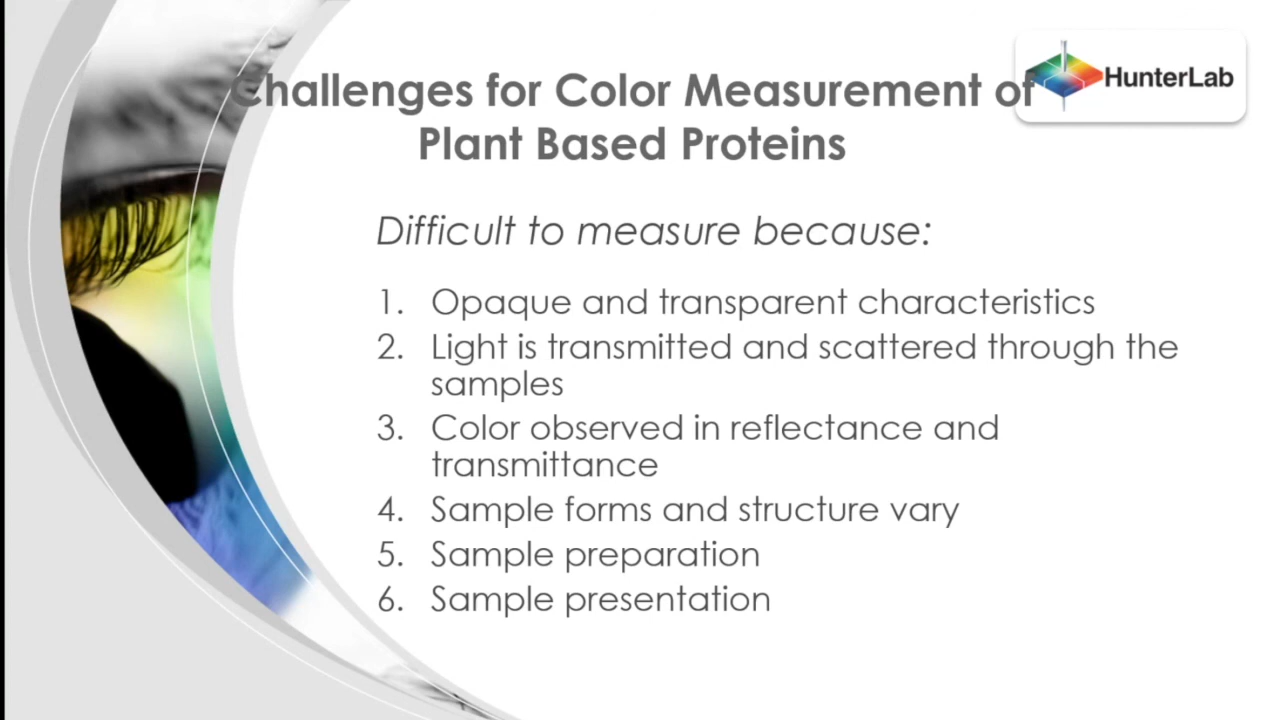 HunterLab
Challenges for Color Measurement of
Plant Based Proteins
Difficult to measure because:
1. Opaque and transparent characteristics
2. Light is transmitted and scattered through the
samples
3. Color observed in reflectance and
transmittance
4. Sample forms and structure vary
5. Sample preparation
6. Sample presentation